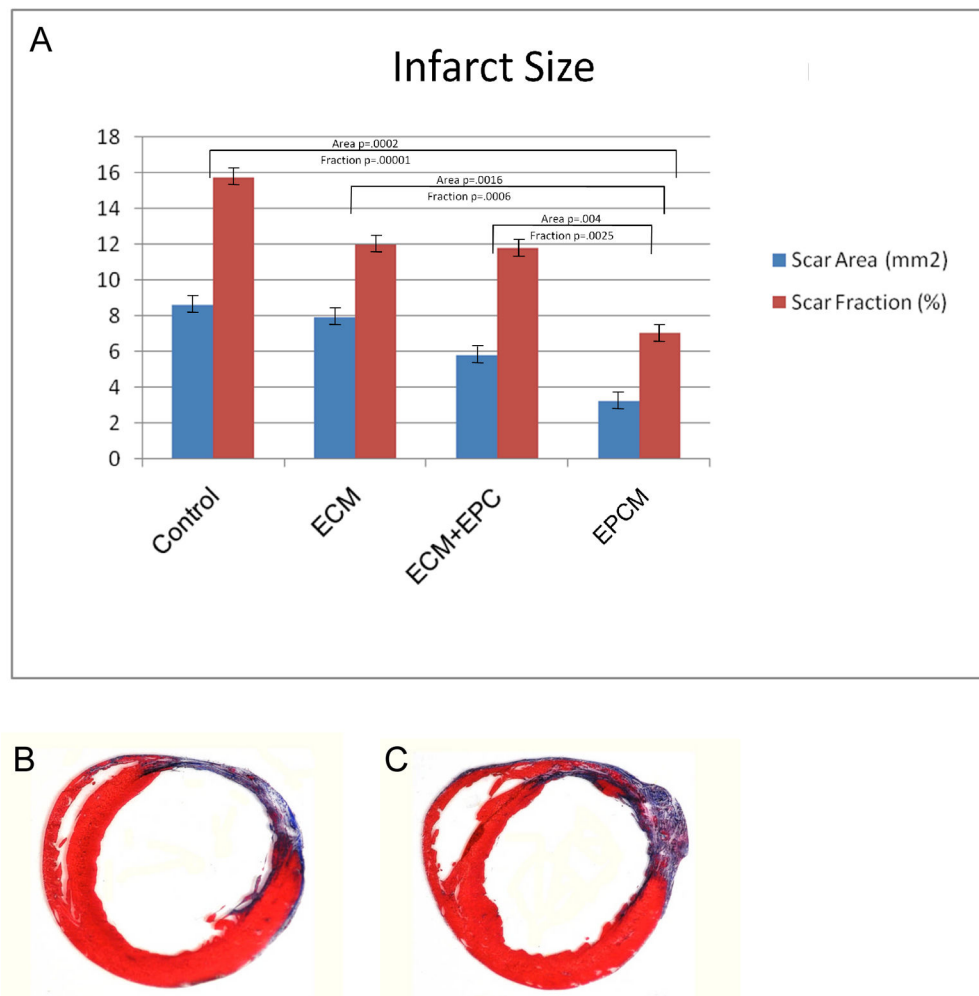 A
Infarct Size
18
16
14
12
10
8
6
4
2
0
Area p=.0002
Fraction p=.00001
Area p=.0016
Fraction p=.0006
Area p=.004
Fraction p=.0025
Scar Area (mm2)
Scar Fraction (%)
Control
ECM
ECM+EPC
EPCM
B
C